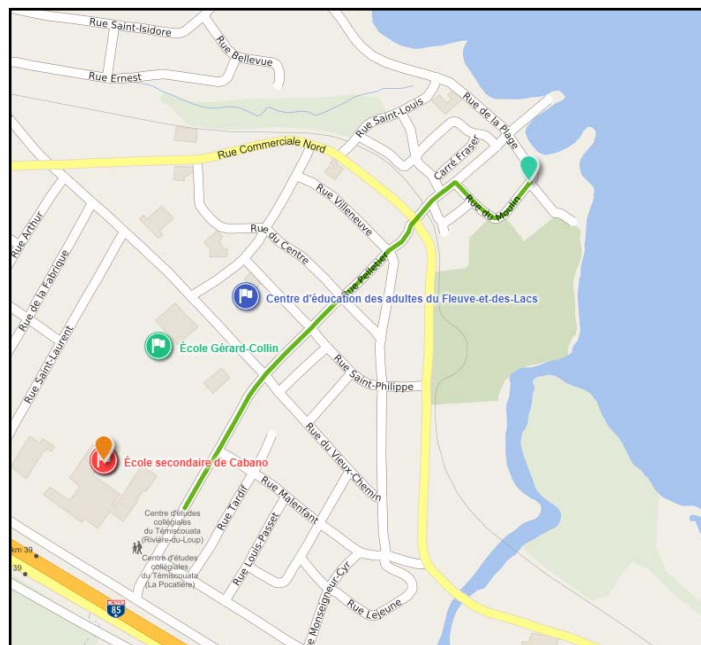 Rue Saint-Isidore
Rue Bellevue
Rue Ernest
Rue Saint-Louis
Rue de la Plage
Rue Commerciale Nord
Carré Fraser
Rue du Moulin
Rue Villeneuve
Rue Arthur
Rue du Centre
Rue de la Fabrique
Rue Pelletier
Centre d'éducation des adultes du Fleuve-et-des-Lacs
École Gérard-Collin
Rue Saint-Laurent
Rue Saint-Philippe
Rue du Vieux-Chemin
École secondaire de Cabano
Rue Tardif
Rue Malenfant
Centre d'études
collégiales
du Témiscouata
(Rivière-du-Loup)
Rue Louis-Passet
km 39
Centre d'études
collégiales
du Témiscouata
(La Pocatière)
39
Rue Monseigneur-Cyr
Rue Lejeune
85